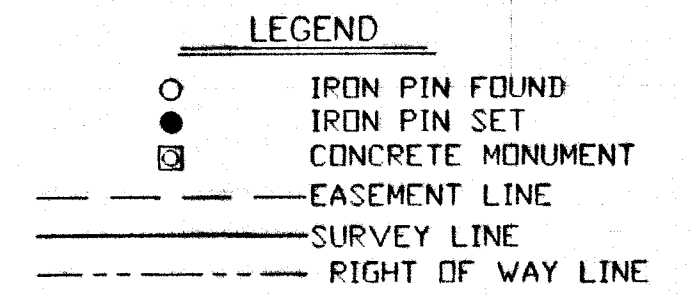 LEGEND
IRON PIN FOUND
IRON PIN SET
CONCRETE MONUMENT
EASEMENT LINE
SURVEY LINE
RIGHT OF WAY LINE